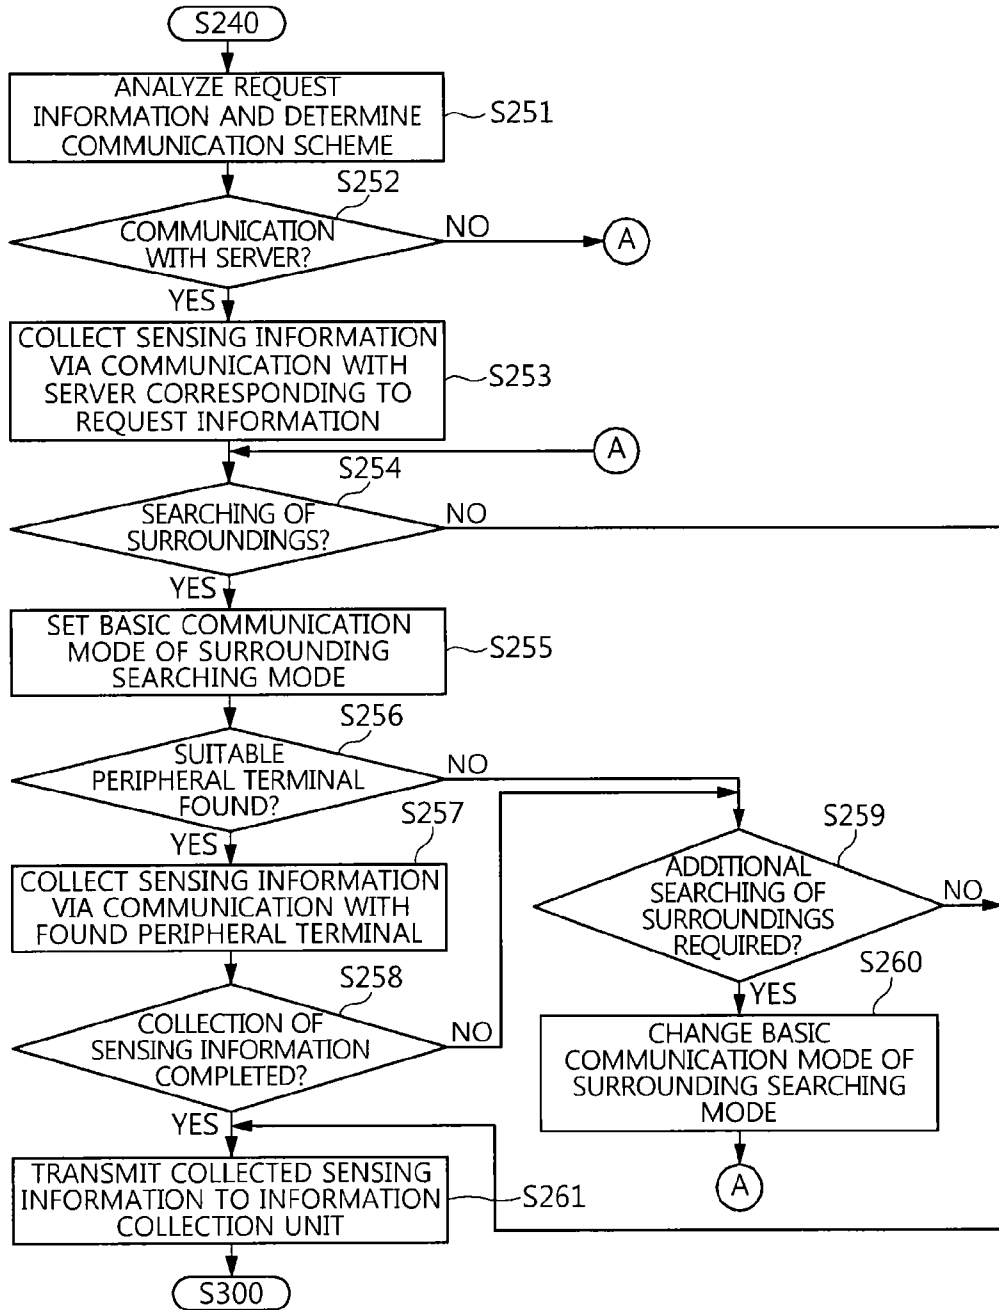 S240
ANALYZE REQUEST
INFORMATION AND DETERMINE
COMMUNICATION SCHEME
S251
S252
COMMUNICATION
WITH SERVER?
NO
A
YES
COLLECT SENSING INFORMATION
VIA COMMUNICATION WITH
SERVER CORRESPONDING TO
REQUEST INFORMATION
S253
A
S254
SEARCHING OF
SURROUNDINGS?
NO
YES
SET BASIC COMMUNICATION
MODE OF SURROUNDING
SEARCHING MODE
S255
S256
SUITABLE
PERIPHERAL TERMINAL
FOUND?
NO
YES
S257
COLLECT SENSING INFORMATION
VIA COMMUNICATION WITH
FOUND PERIPHERAL TERMINAL
S258
COLLECTION OF
SENSING INFORMATION
COMPLETED?
NO
YES
S259
ADDITIONAL
SEARCHING OF
SURROUNDINGS
REQUIRED?
NO
YES
S260
CHANGE BASIC
COMMUNICATION MODE OF
SURROUNDING SEARCHING
MODE
A
TRANSMIT COLLECTED SENSING
INFORMATION TO INFORMATION
COLLECTION UNIT
S261
S300